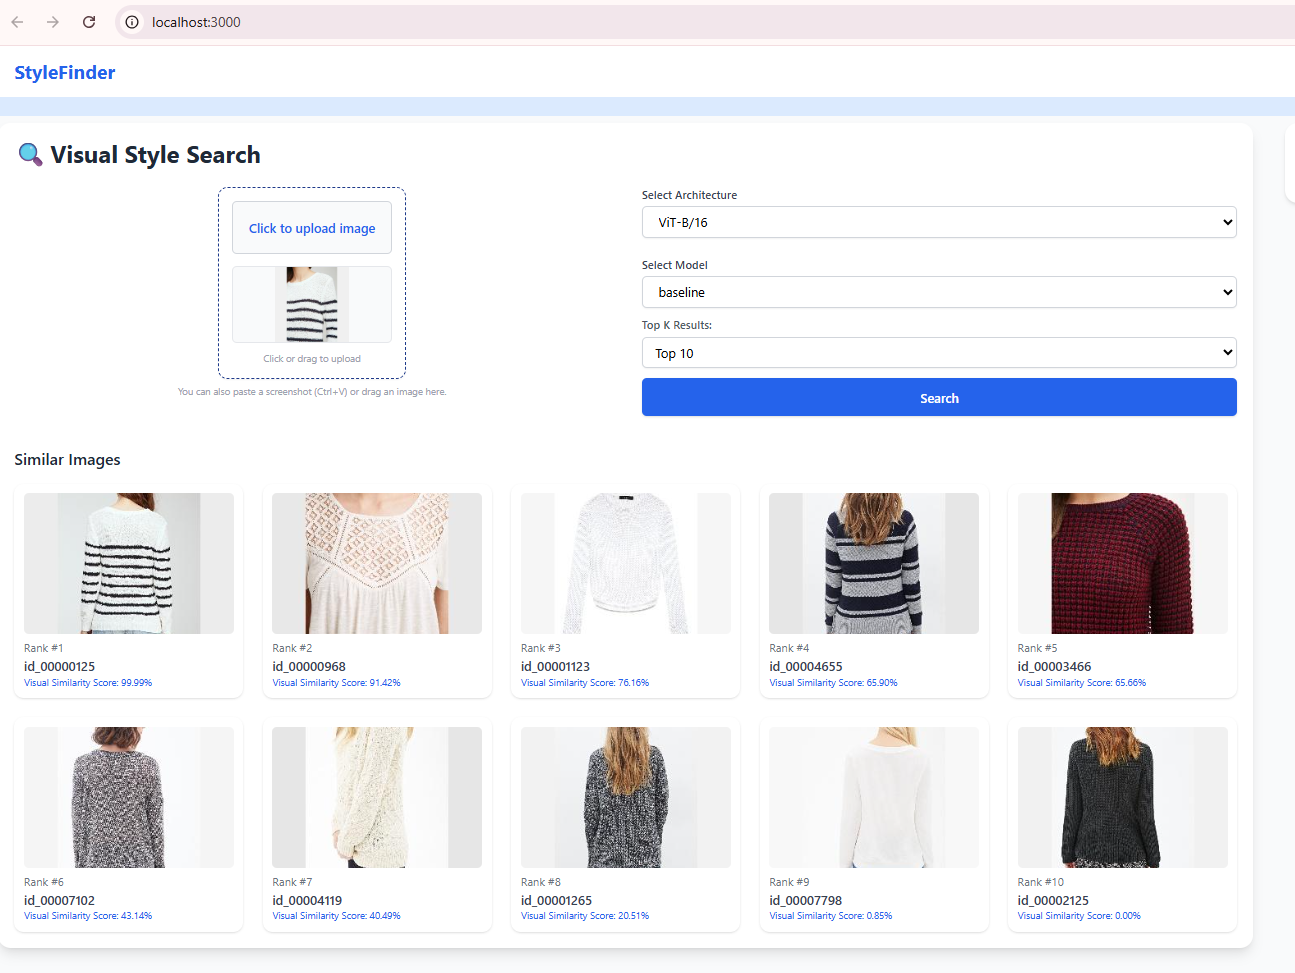 localhost:3000
StyleFinder
Visual Style Search
Click to upload image
Click or drag to upload
You can also paste a screenshot (Ctrl+V) or drag an image here.
Select Architecture
ViT-B/16
Select Model
baseline
Top K Results:
Top 10
Search
Similar Images
Rank #1
id_00000125
Visual Similarity Score: 99.99%
Rank #2
id_00000968
Visual Similarity Score: 91.42%
Rank #3
id_00001123
Visual Similarity Score: 76.16%
Rank #4
id_00004655
Visual Similarity Score: 65.90%
Rank #5
id_00003466
Visual Similarity Score: 65.66%
Rank #6
id_00007102
Visual Similarity Score: 43.14%
Rank #7
id_00004119
Visual Similarity Score: 40.49%
Rank #8
id_00001265
Visual Similarity Score: 20.51%
Rank #9
id_00007798
Visual Similarity Score: 0.85%
Rank #10
id_00002125
Visual Similarity Score: 0.00%